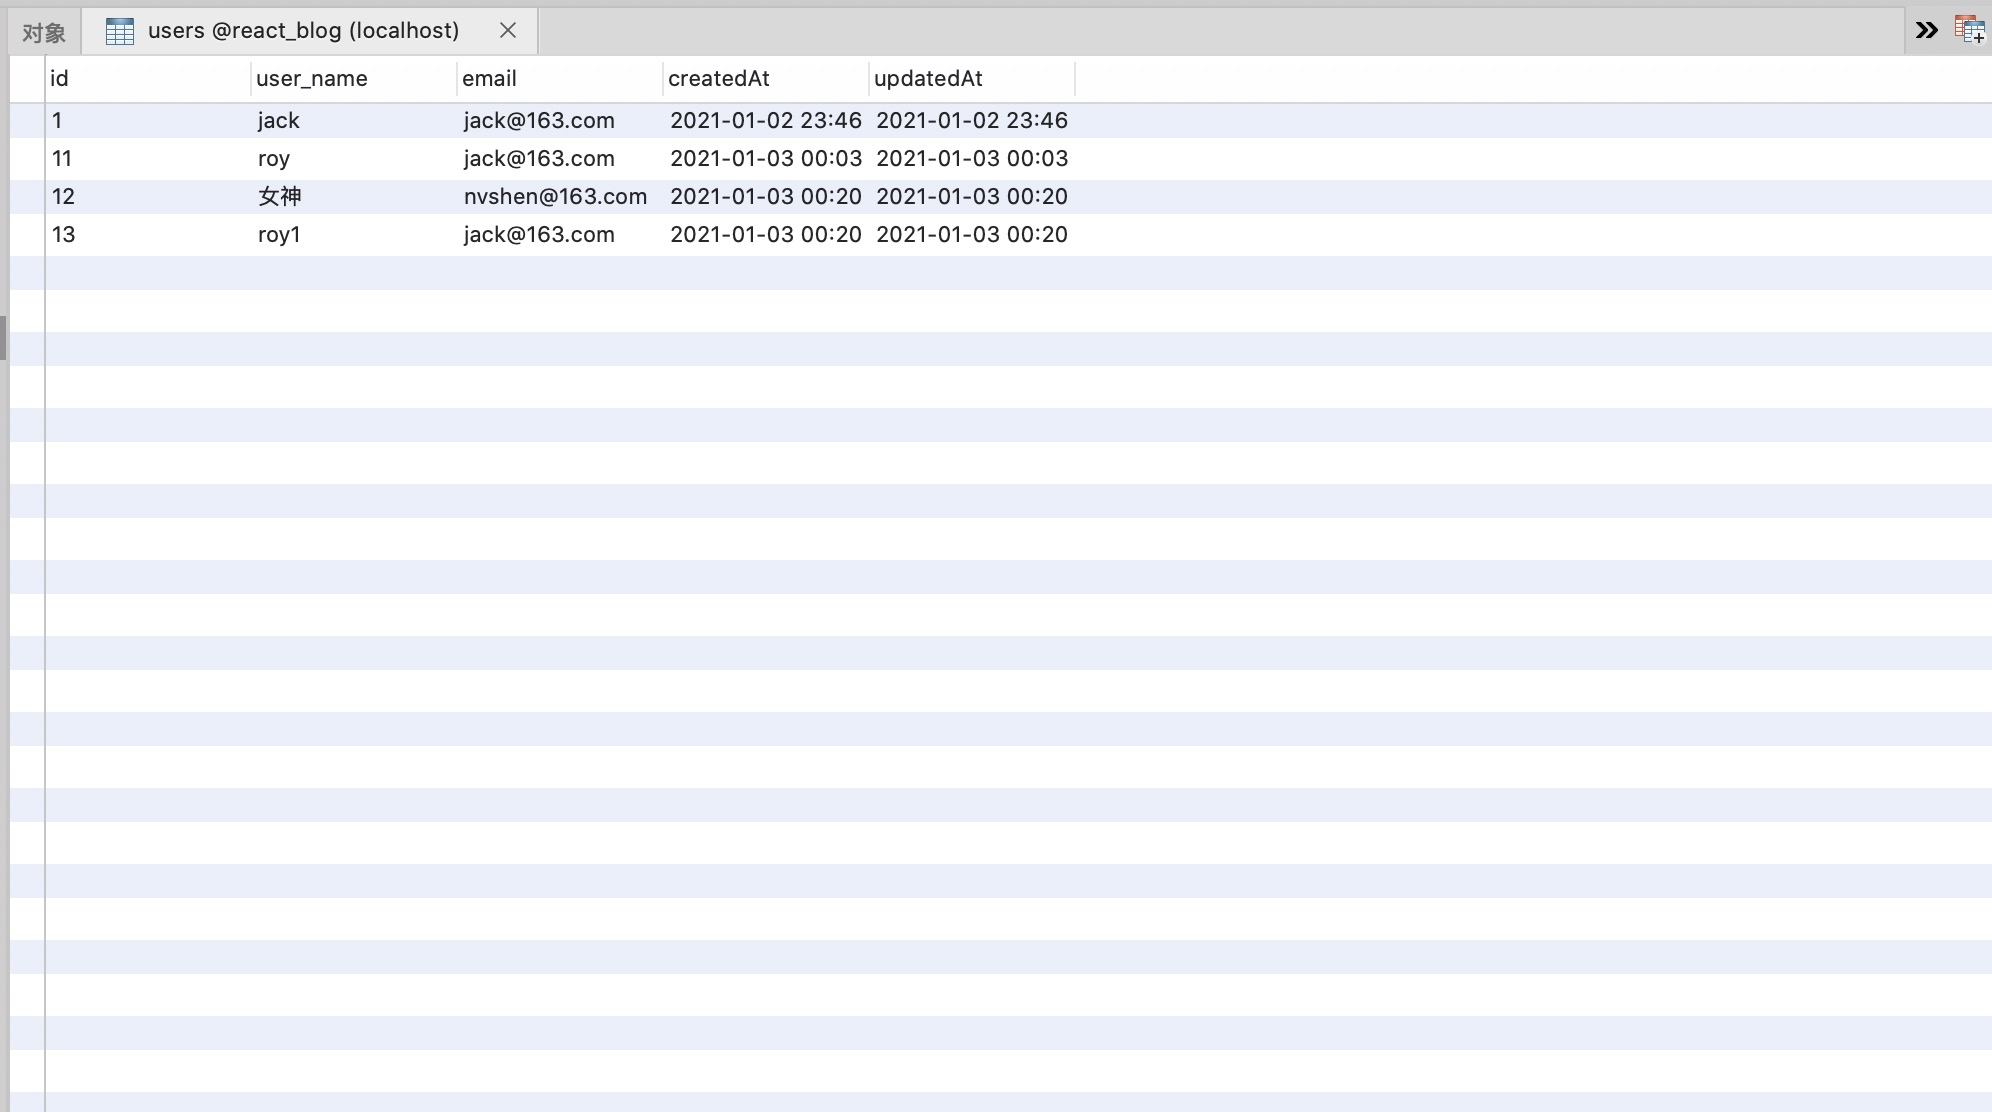 对象 users @react_blog (localhost)
id user_name email createdAt updatedAt
1 jack jack@163.com 2021-01-02 23:46 2021-01-02 23:46
11 roy jack@163.com 2021-01-03 00:03 2021-01-03 00:03
12 女神 nvshen@163.com 2021-01-03 00:20 2021-01-03 00:20
13 roy1 jack@163.com 2021-01-03 00:20 2021-01-03 00:20